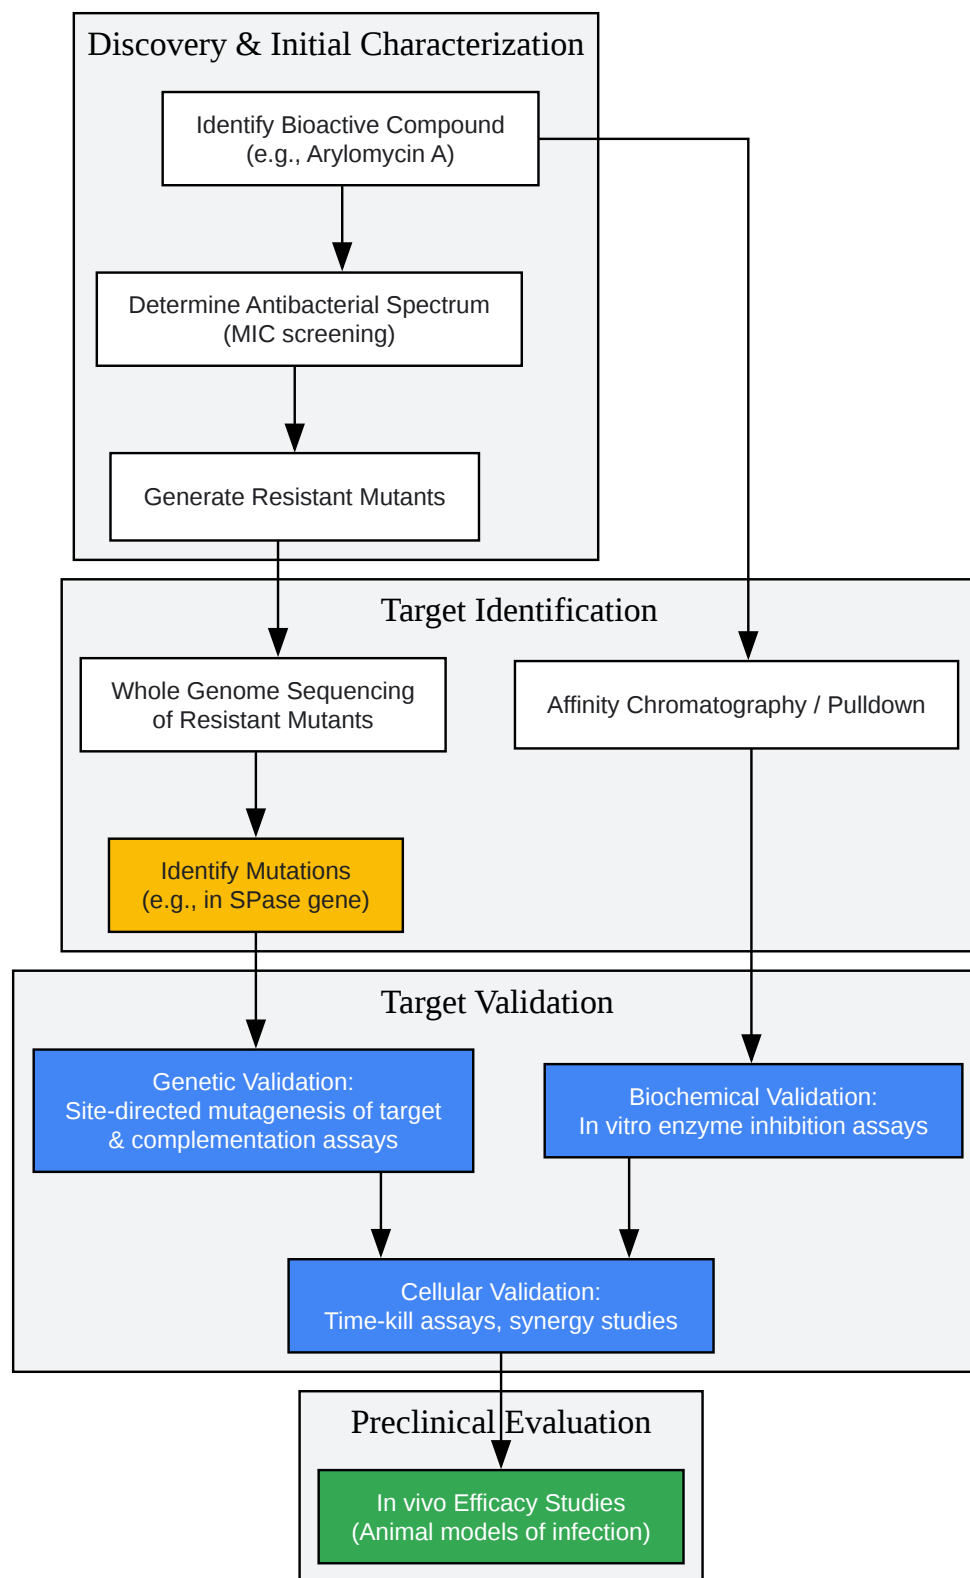 Discovery & Initial Characterization
Identify Bioactive Compound
(e.g., Arylomycin A)
Determine Antibacterial Spectrum
(MIC screening)
Generate Resistant Mutants
Target Identification
Whole Genome Sequencing
of Resistant Mutants
Affinity Chromatography / Pulldown
Identify Mutations
(e.g., in SPase gene)
Target Validation
Genetic Validation:
Site-directed mutagenesis of target
& complementation assays
Biochemical Validation:
In vitro enzyme inhibition assays
Cellular Validation:
Time-kill assays, synergy studies
Preclinical Evaluation
In vivo Efficacy Studies
(Animal models of infection)